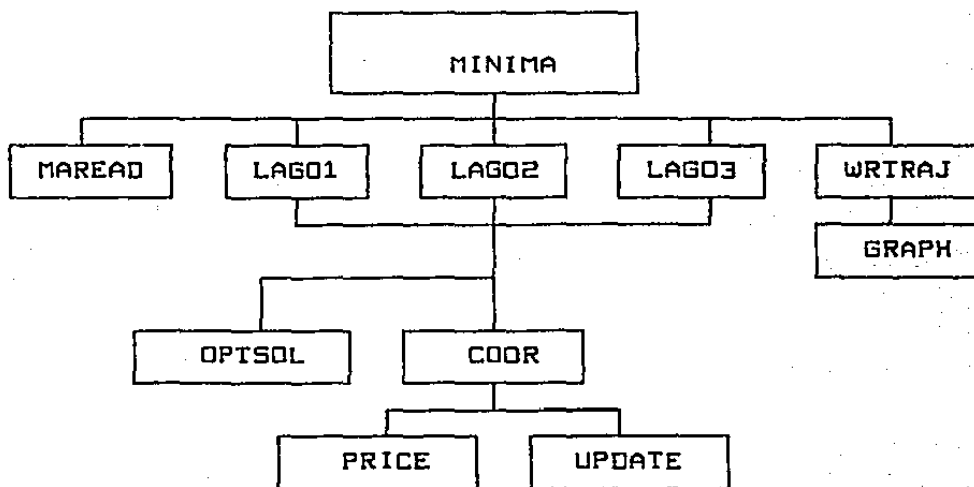 MINIMA
MAREAD
LAGO1
LAGO2
LAGO3
WRTRAJ
GRAPH
OPTSOL
COOR
PRICE
UPDATE